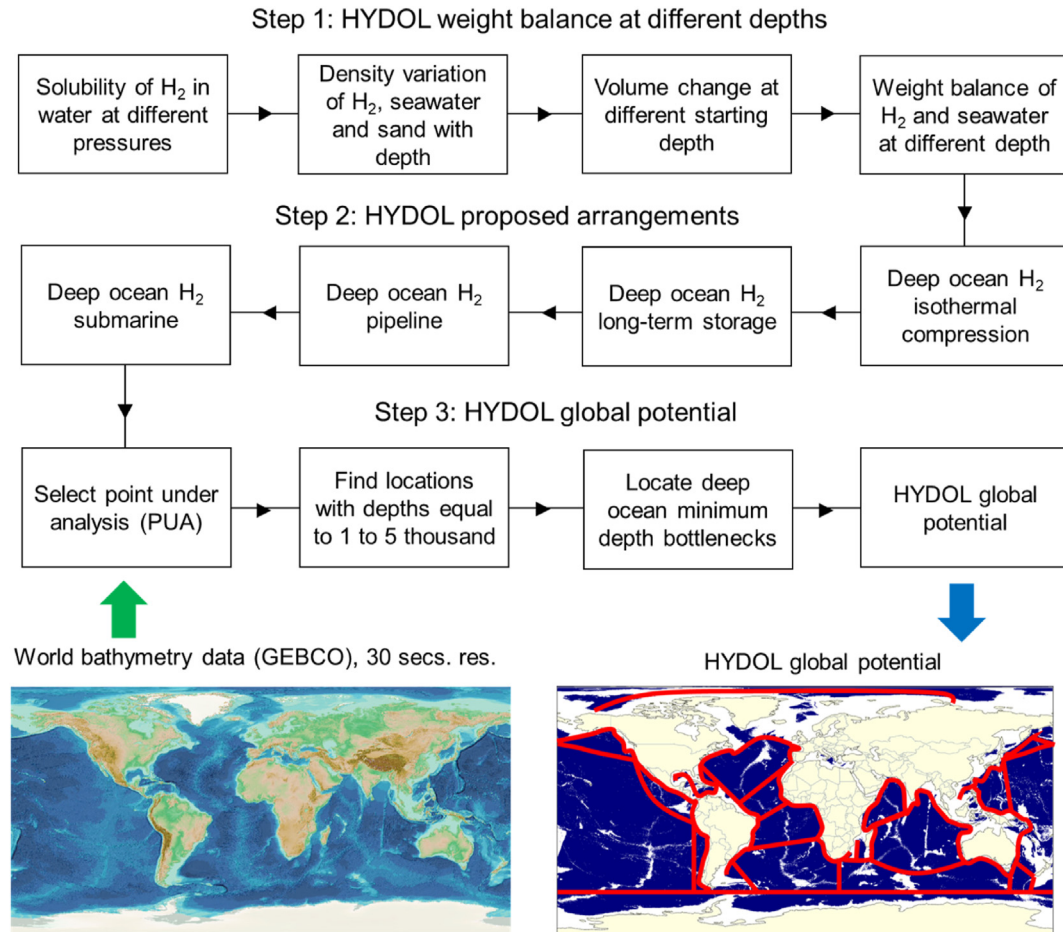 Step 1: HYDOL weight balance at different depths
Solubility of H₂ in
water at different
pressures
Density variation
of H₂, seawater
and sand with
depth
Volume change at
different starting
depth
Weight balance of
H₂ and seawater
at different depth
Step 2: HYDOL proposed arrangements
Deep ocean H₂
submarine
Deep ocean H₂
pipeline
Deep ocean H₂
long-term storage
Deep ocean H₂
isothermal
compression
Step 3: HYDOL global potential
Select point under
analysis (PUA)
Find locations
with depths equal
to 1 to 5 thousand
Locate deep
ocean minimum
depth bottlenecks
HYDOL global
potential
World bathymetry data (GEBCO), 30 secs. res.
HYDOL global potential